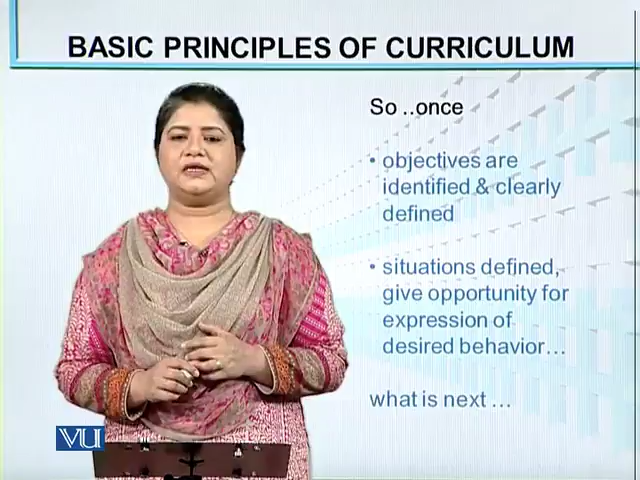 BASIC PRINCIPLES OF CURRICULUM
So ..once
• objectives are
identified & clearly
defined
• situations defined,
give opportunity for
expression of
desired behavior…
what is next …
VU